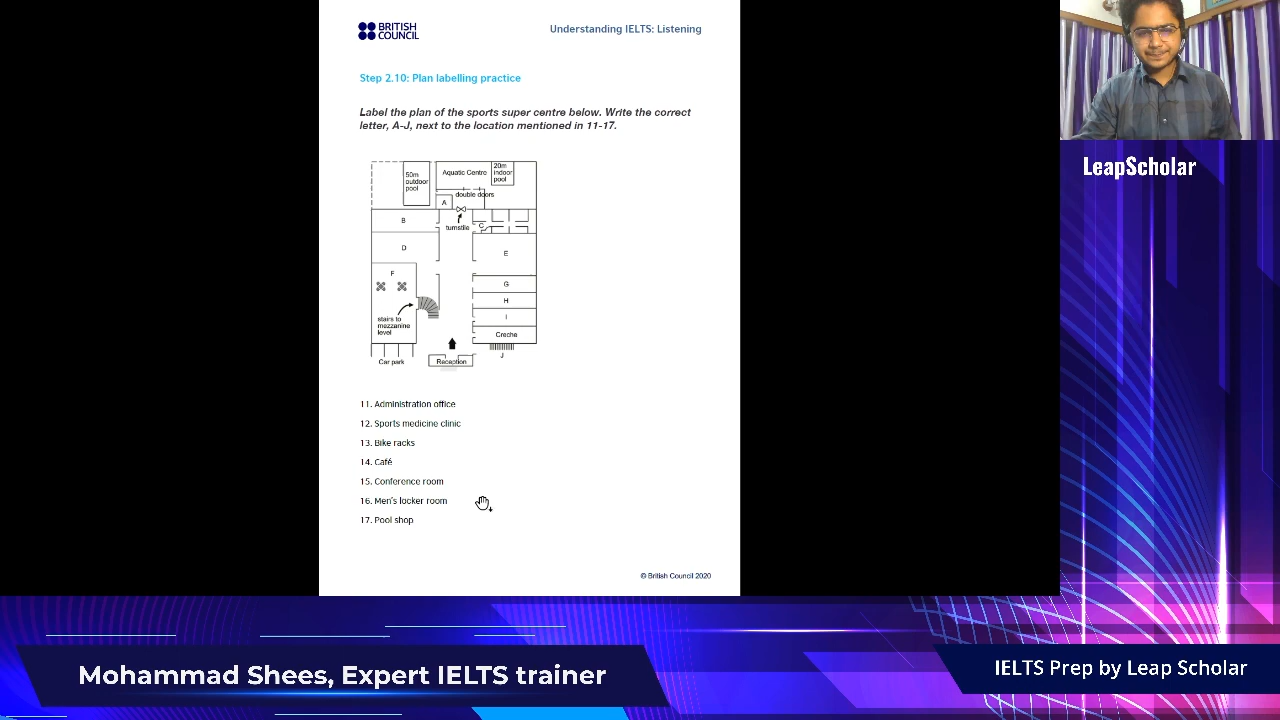 BRITISH
COUNCIL
Understanding IELTS: Listening
Step 2.10: Plan labelling practice
Label the plan of the sports super centre below. Write the correct
letter, A-J, next to the location mentioned in 11-17.
50m
outdoor
pool
Aquatic Centre
20m
indoor
pool
double doors
A
B
turnstile
C
D
E
F
G
H
I
stairs to
mezzanine
level
Creche
J
Car park
Reception
11. Administration office
12. Sports medicine clinic
13. Bike racks
14. Café
15. Conference room
16. Men's locker room
17. Pool shop
© British Council 2020
LeapScholar
Mohammad Shees, Expert IELTS trainer
IELTS Prep by Leap Scholar